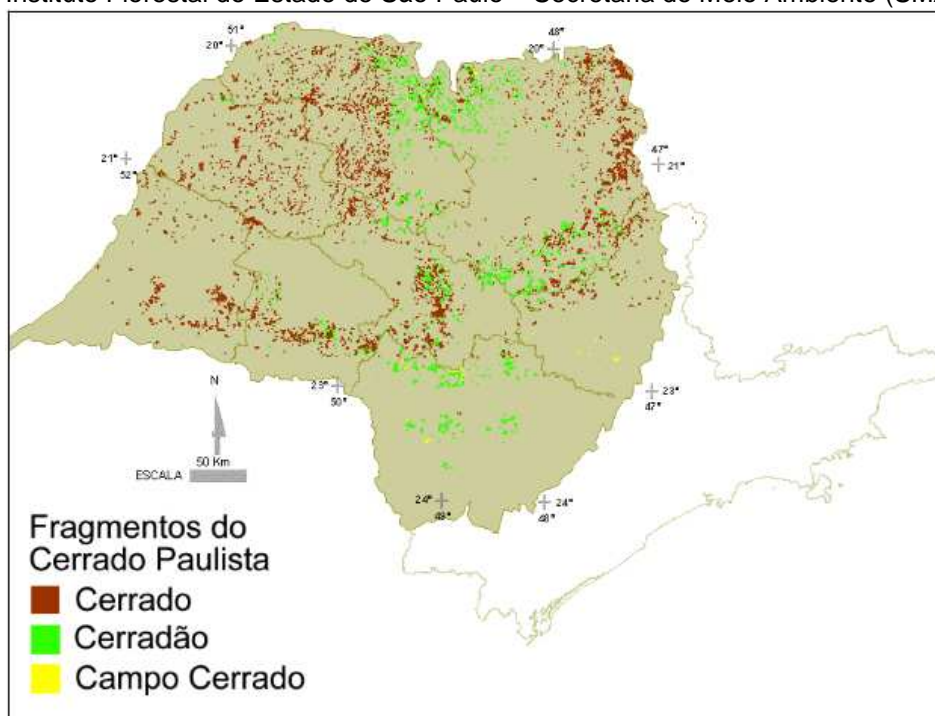 Instituto Florestal do Estado de São Paulo – Secretaria do Meio Ambiente (SMA
51°
20°
48°
20°
21°
52°
47°
21°
N
50 Km
ESCALA
23°
50°
23°
47°
24°
49°
24°
48°
Fragmentos do
Cerrado Paulista
Cerrado
Cerradão
Campo Cerrado